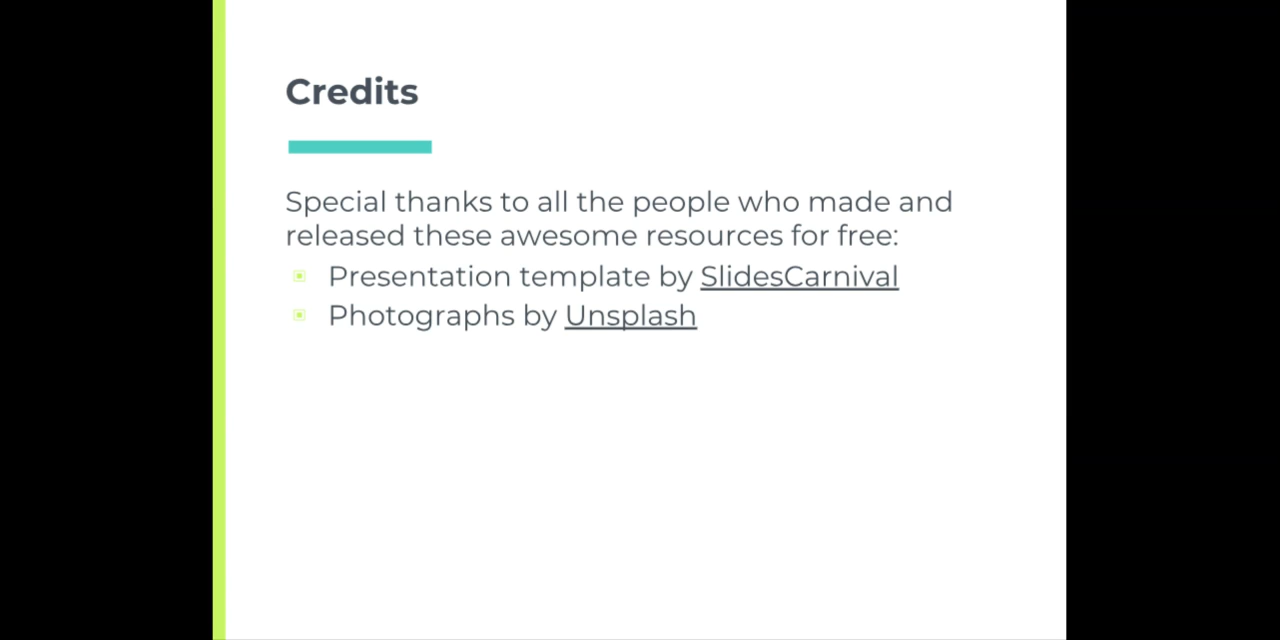 Credits
Special thanks to all the people who made and
released these awesome resources for free:
Presentation template by SlidesCarnival
Photographs by Unsplash